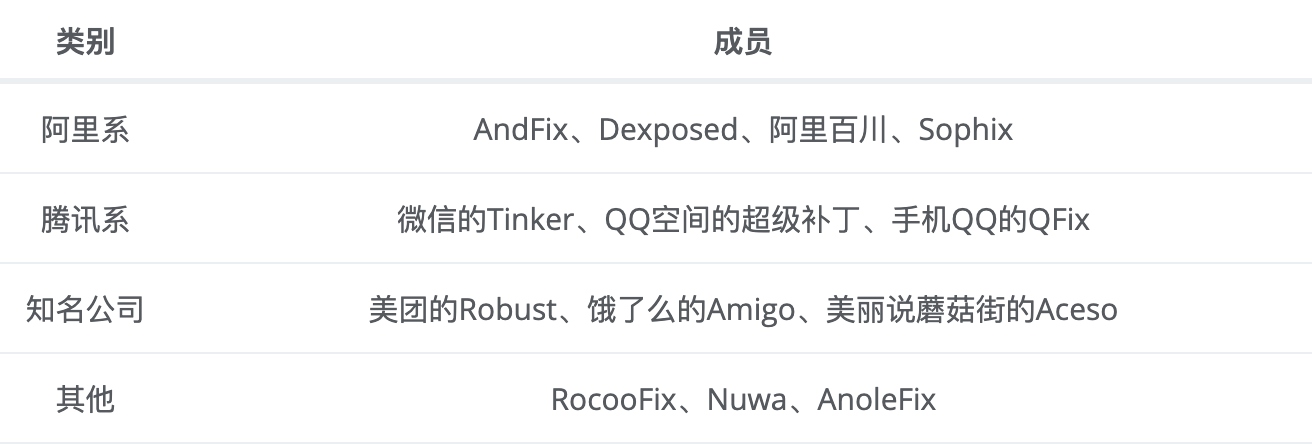 类别 成员
阿里系 AndFix、Dexposed、阿里百川、Sophix
腾讯系 微信的Tinker、QQ空间的超级补丁、手机QQ的QFix
知名公司 美团的Robust、饿了么的Amigo、美丽说蘑菇街的Aceso
其他 RocooFix、Nuwa、AnoleFix